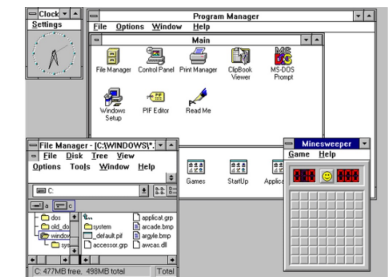 Clock
Settings
Program Manager
File Options Window Help
Main
File Manager
Control Panel
Print Manager
ClipBook Viewer
MS-DOS Prompt
Windows Setup
PIF Editor
Read Me
Games
StartUp
Applica
File Manager - [C:\WINDOWS\*.
File Disk Tree View
Options Tools Window Help
C:
a c
dos
old_do
window
sys
system
_default.pif
accessor.grp
applicat.grp
arcade.bmp
argyle.bmp
awcas.dll
C: 477MB free, 498MB total
Total
Minesweeper
Game Help